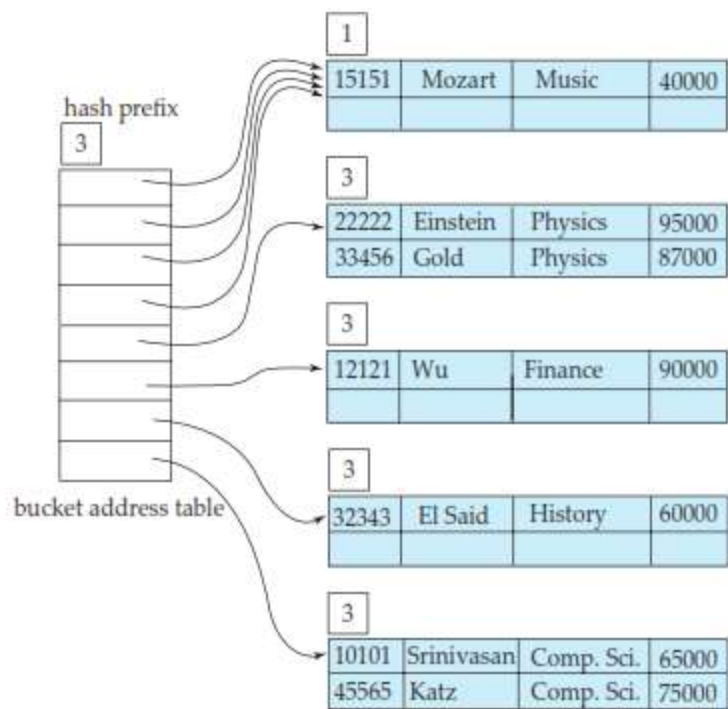 1
15151 Mozart Music 40000
hash prefix
3
3
22222 Einstein Physics 95000
33456 Gold Physics 87000
3
12121 Wu Finance 90000
3
bucket address table
32343 El Said History 60000
3
10101 Srinivasan Comp. Sci. 65000
45565 Katz Comp. Sci. 75000